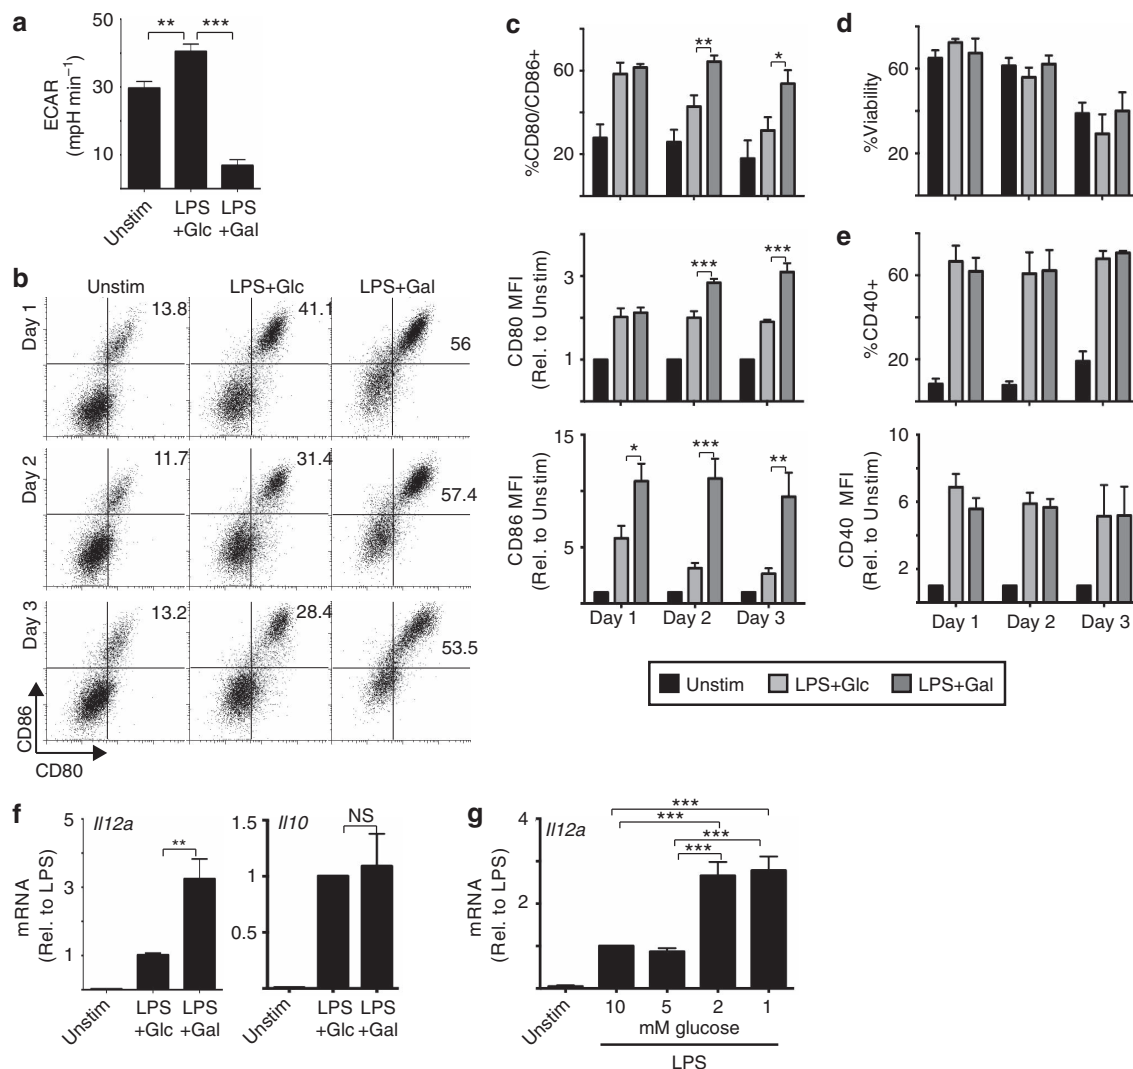 a
50
30
10
ECAR
(mpH min⁻¹)
**
***
Unstim
LPS
+Glc
LPS
+Gal
b
Unstim
LPS+Glc
LPS+Gal
Day 1
13.8
41.1
56
Day 2
11.7
31.4
57.4
Day 3
13.2
28.4
53.5
CD86
CD80
c
%CD80/CD86+
60
20
**
*
CD80 MFI
(Rel. to Unstim)
3
1
***
***
CD86 MFI
(Rel. to Unstim)
15
5
*
***
**
Day 1
Day 2
Day 3
d
%Viability
60
20
e
%CD40+
60
20
CD40 MFI
(Rel. to Unstim)
10
6
2
Day 1
Day 2
Day 3
Unstim
LPS+Glc
LPS+Gal
f
mRNA
(Rel. to LPS)
5
3
1
Il12a
**
Unstim
LPS
+Glc
LPS
+Gal
1.5
1
0.5
Il10
NS
Unstim
LPS
+Glc
LPS
+Gal
g
mRNA
(Rel. to LPS)
4
2
Il12a
***
***
***
***
Unstim
10
5
2
1
mM glucose
LPS